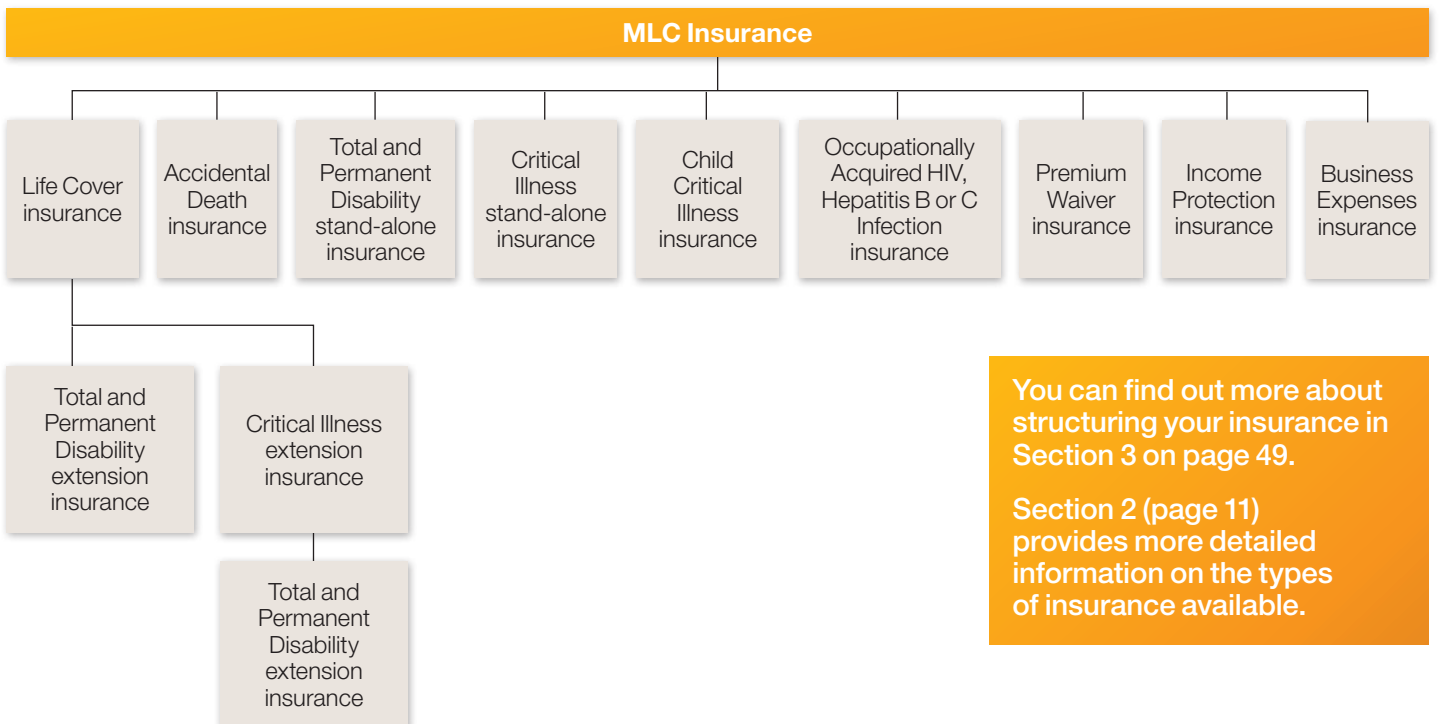 MLC Insurance
Life Cover
insurance
Accidental
Death
insurance
Total and
Permanent
Disability
stand-alone
insurance
Critical
Illness
stand-alone
insurance
Child
Critical
Illness
insurance
Occupationally
Acquired HIV,
Hepatitis B or C
Infection
insurance
Premium
Waiver
insurance
Income
Protection
insurance
Business
Expenses
insurance
Total and
Permanent
Disability
extension
insurance
Critical Illness
extension
insurance
Total and
Permanent
Disability
extension
insurance
You can find out more about
structuring your insurance in
Section 3 on page 49.
Section 2 (page 11)
provides more detailed
information on the types
of insurance available.